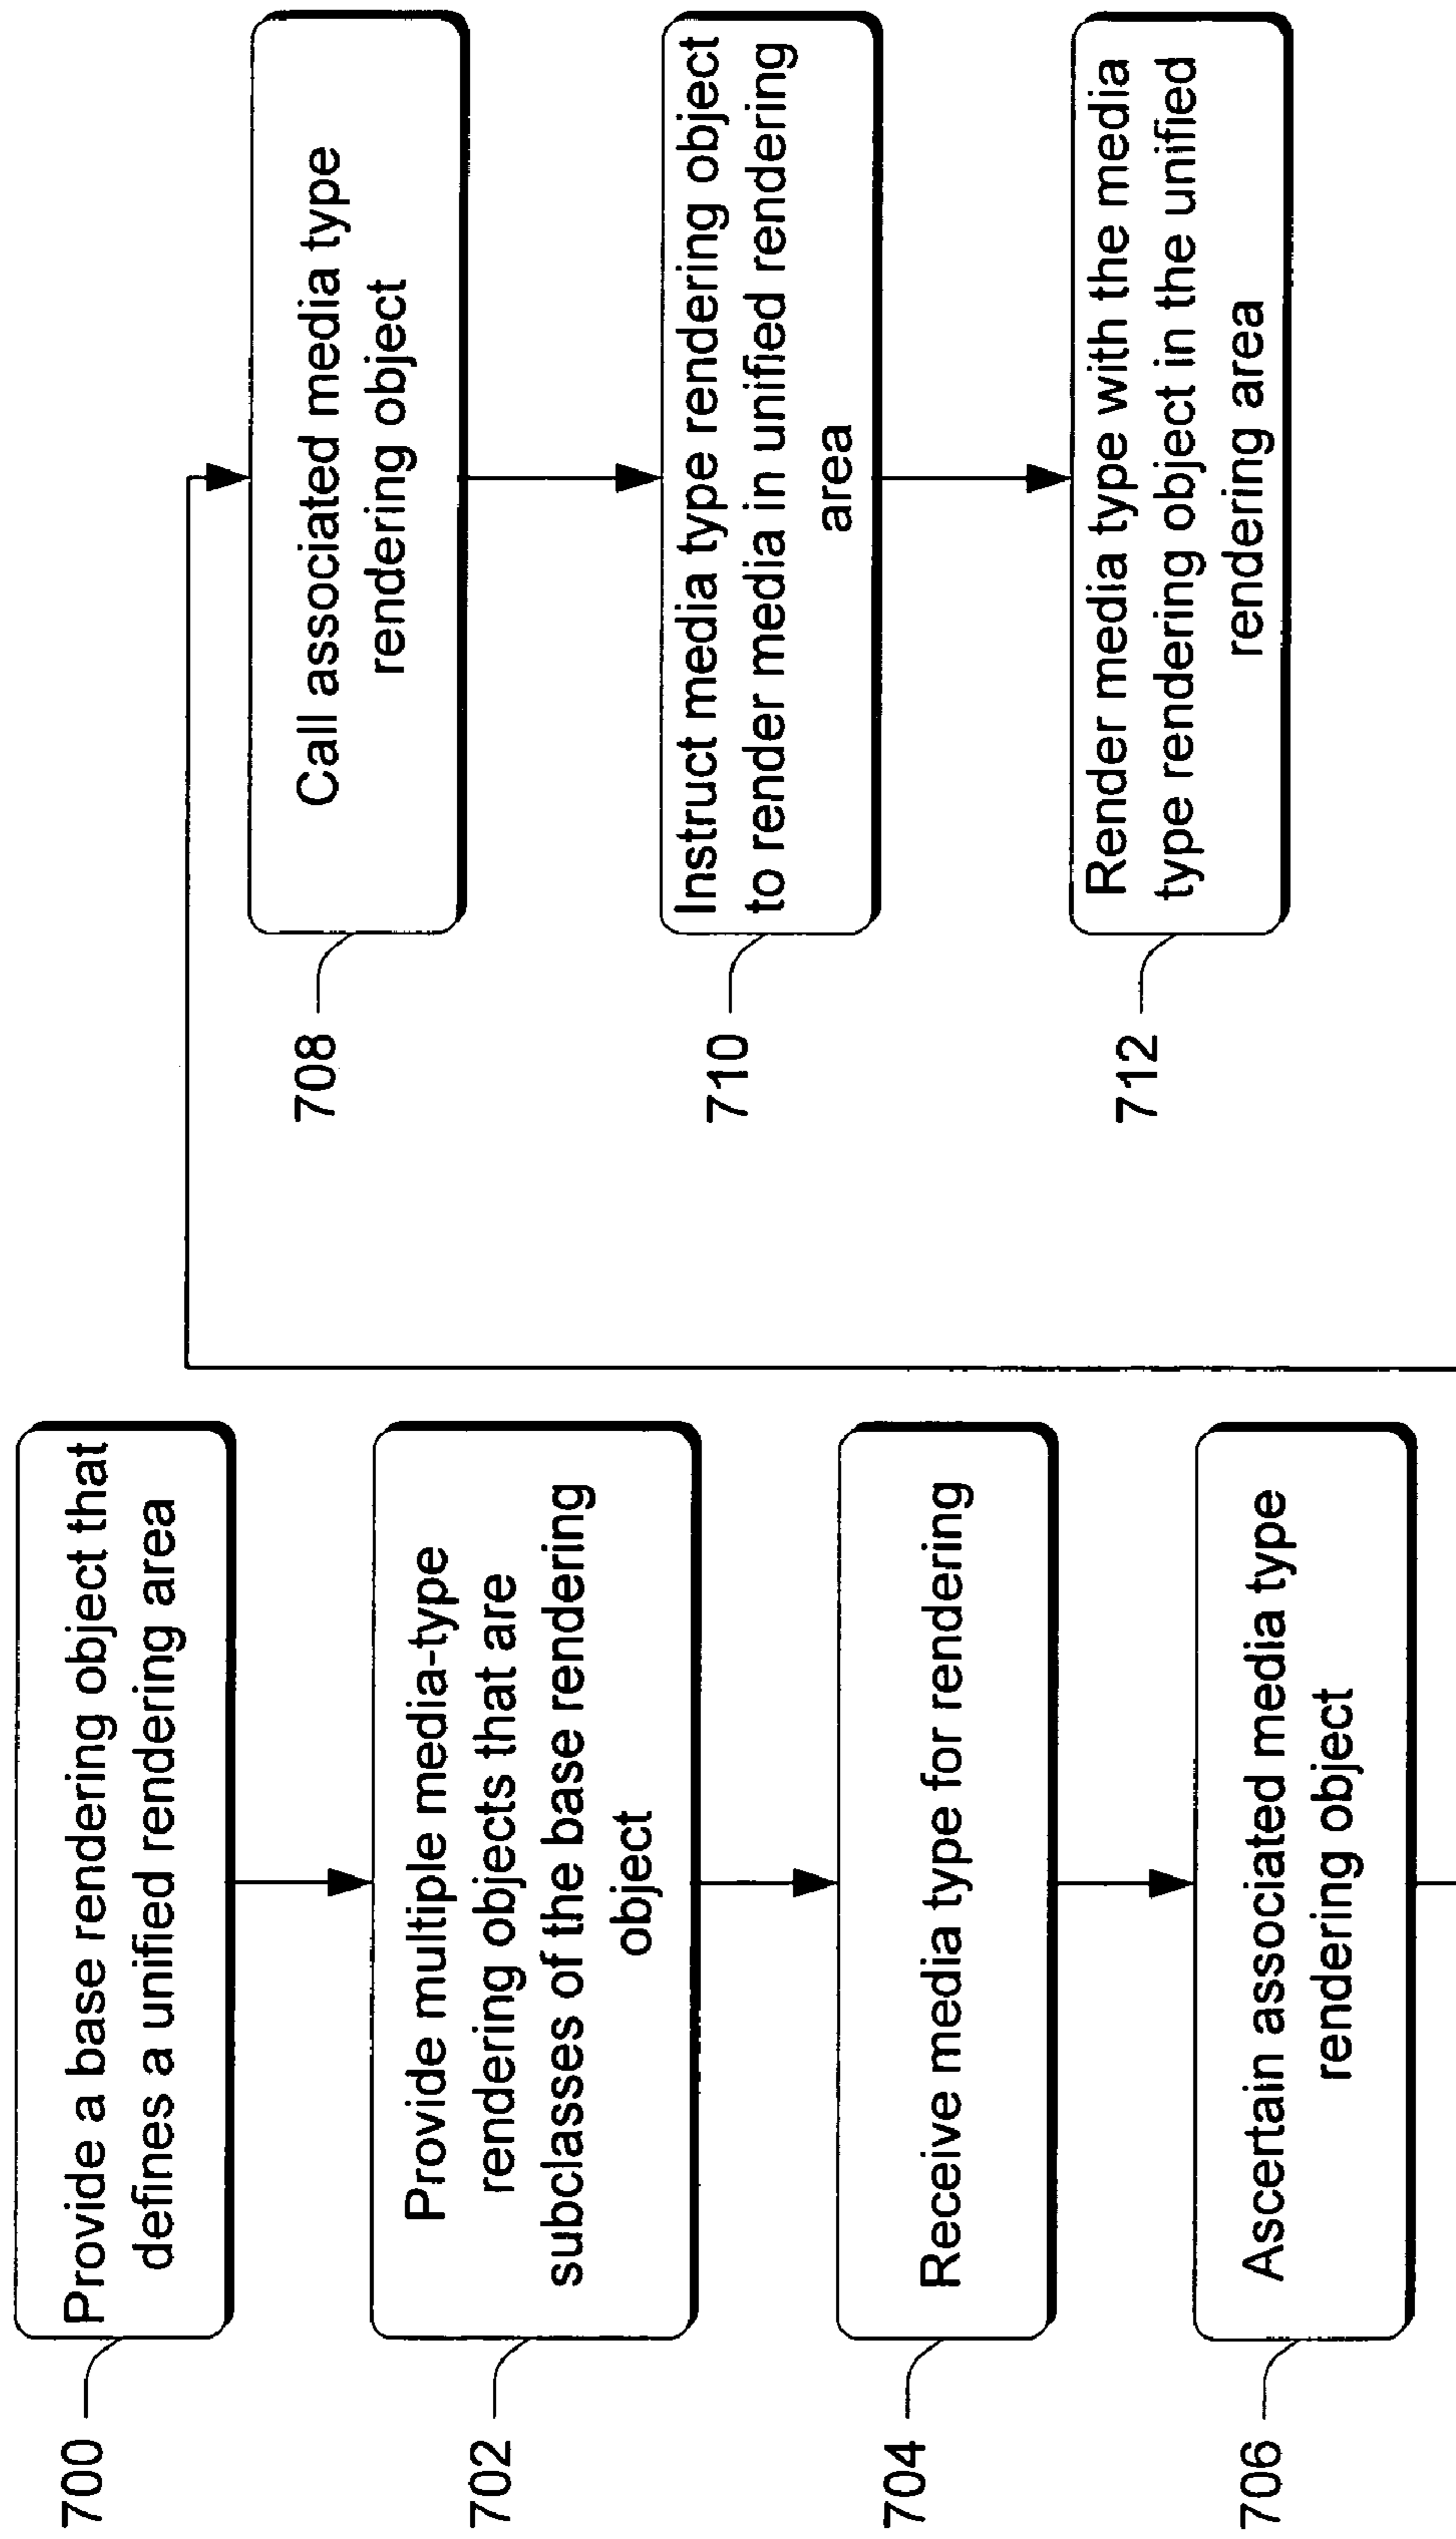 700
Provide a base rendering object that
defines a unified rendering area
702
Provide multiple media-type
rendering objects that are
subclasses of the base rendering
object
704
Receive media type for rendering
706
Ascertain associated media type
rendering object
708
Call associated media type
rendering object
710
Instruct media type rendering object
to render media in unified rendering
area
712
Render media type with the media
type rendering object in the unified
rendering area